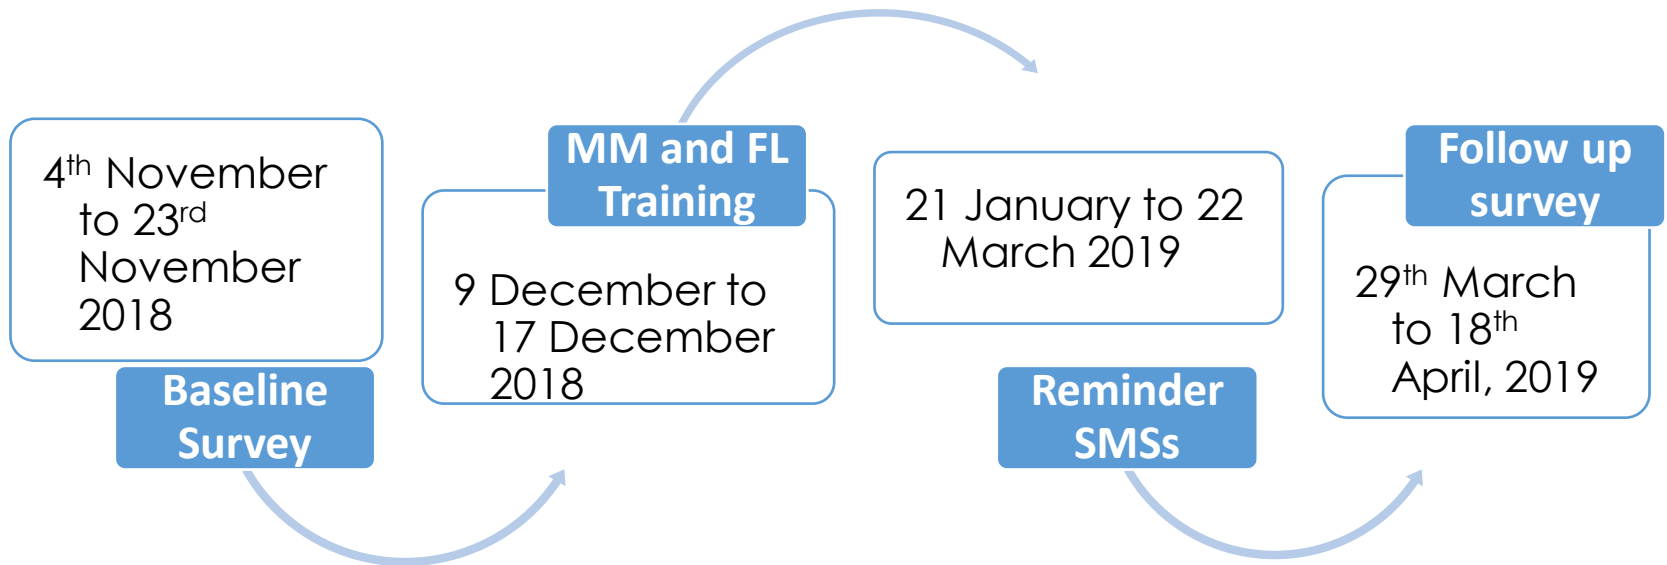 4th November
to 23rd
November
2018
Baseline
Survey
MM and FL
Training
9 December to
17 December
2018
21 January to 22
March 2019
Reminder
SMSs
Follow up
survey
29th March
to 18th
April, 2019